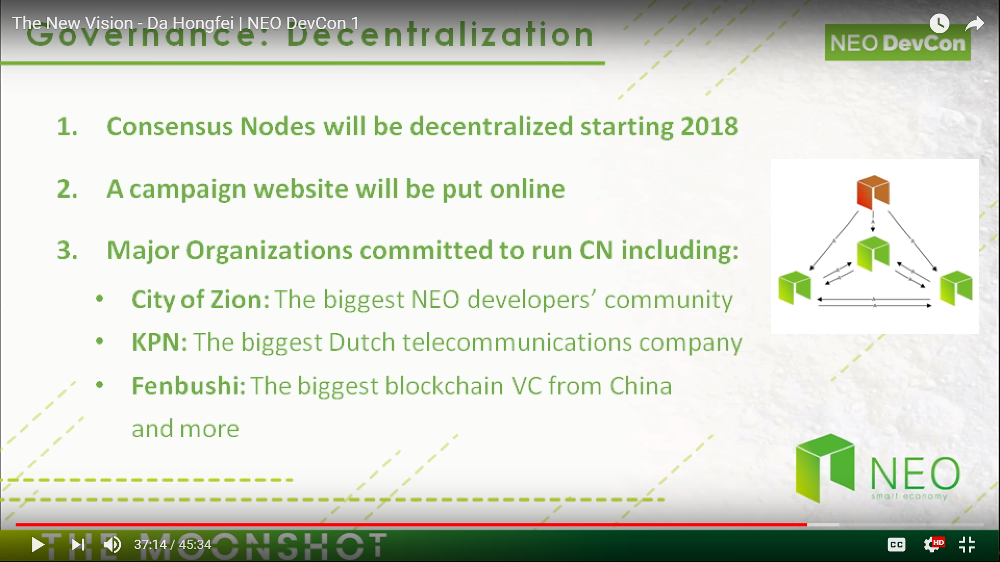 The New Vision - Da Hongfei | NEO DevCon 1
Governance: Decentralization
NEO DevCon
1. Consensus Nodes will be decentralized starting 2018
2. A campaign website will be put online
3. Major Organizations committed to run CN including:
• City of Zion: The biggest NEO developers’ community
• KPN: The biggest Dutch telecommunications company
• Fenbushi: The biggest blockchain VC from China
and more
NEO
smart economy
THE MOONSHOT
37:14 / 45:34
CC
HD